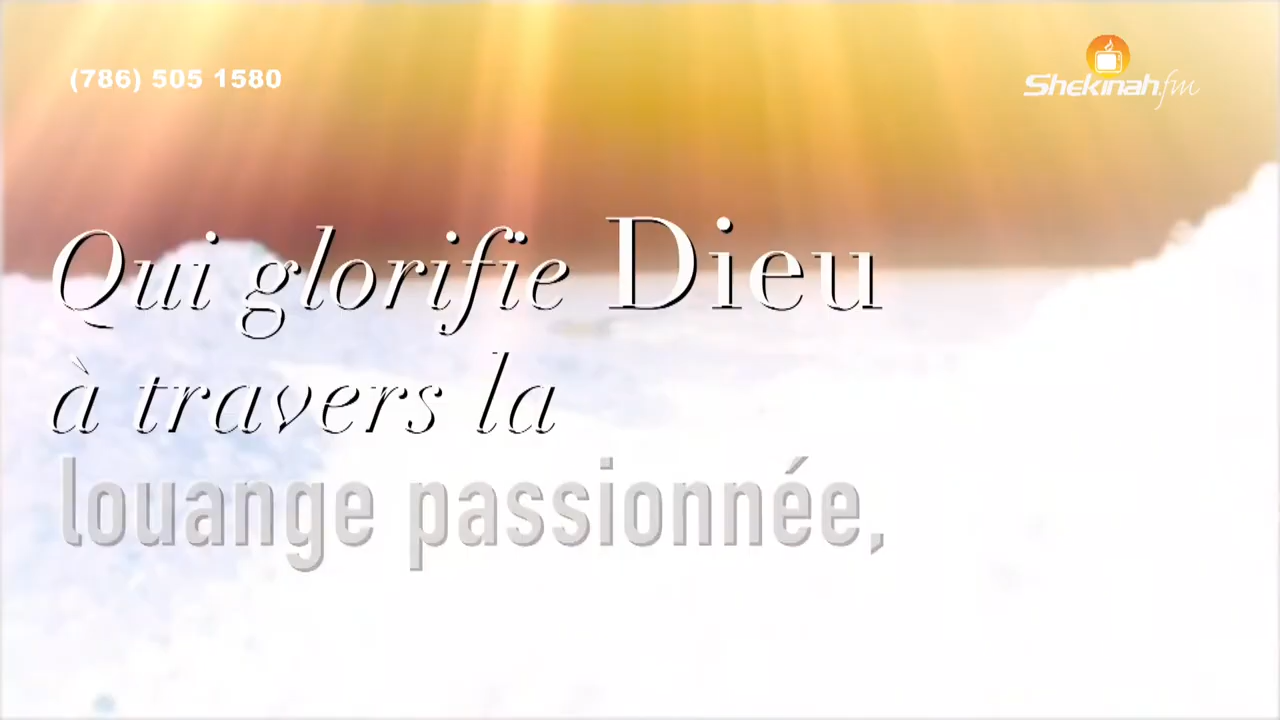 (786) 505 1580
Shekinah.fm
Qui glorifie Dieu
à travers la
louange passionnée,